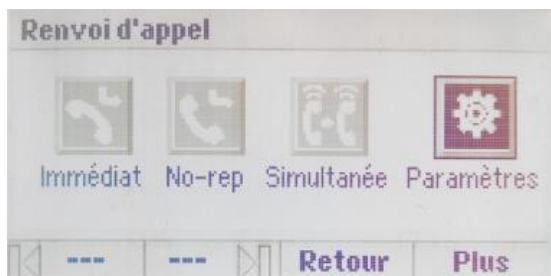 Renvoi d'appel
Immédiat No-rep Simultanée Paramètres
--- --- Retour Plus